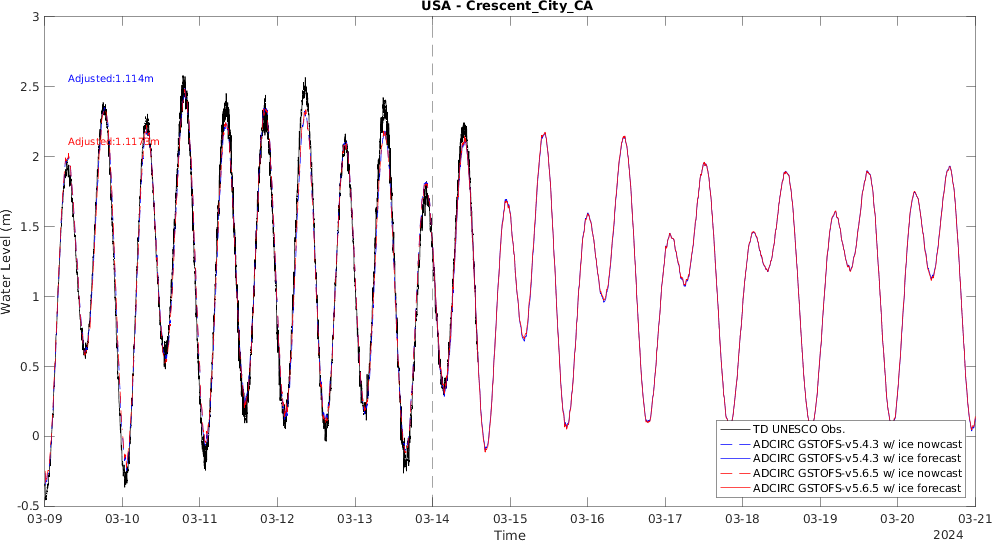 USA - Crescent_City_CA
3
2.5
2
1.5
1
0.5
0
-0.5
Water Level (m)
Adjusted:1.114m
Adjusted:1.1173m
TD UNESCO Obs.
ADCIRC GSTOFS-v5.4.3 w/ ice nowcast
ADCIRC GSTOFS-v5.4.3 w/ ice forecast
ADCIRC GSTOFS-v5.6.5 w/ ice nowcast
ADCIRC GSTOFS-v5.6.5 w/ ice forecast
03-09 03-10 03-11 03-12 03-13 03-14 03-15 03-16 03-17 03-18 03-19 03-20 03-21
Time
2024